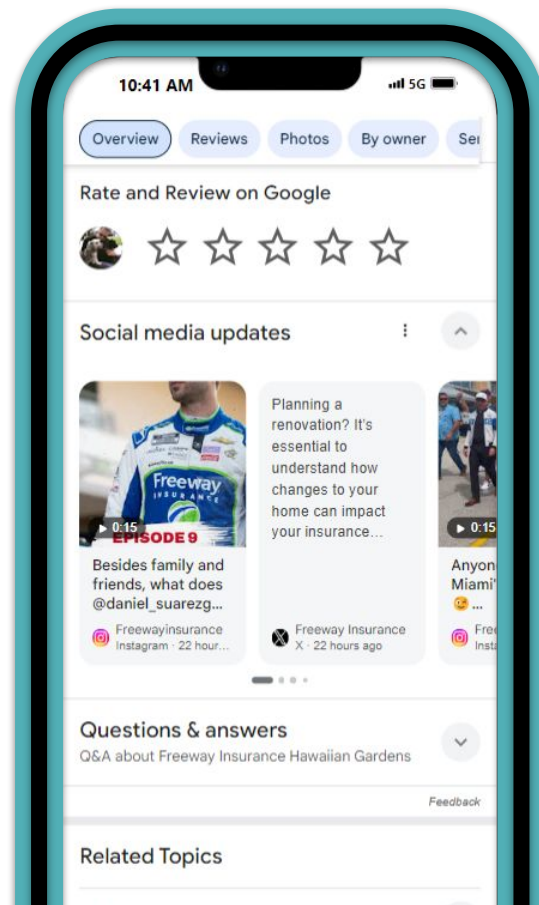 10:41 AM
5G
Overview
Reviews
Photos
By owner
Ser
Rate and Review on Google
Social media updates
Freeway
INSURANCE
0:15
EPISODE 9
Besides family and
friends, what does
@daniel_suarezg...
Freewayinsurance
Instagram · 22 hour...
Planning a
renovation? It's
essential to
understand how
changes to your
home can impact
your insurance...
Freeway Insurance
X · 22 hours ago
0:15
Anyon
Miami'
😉 ...
Free
Insta
Questions & answers
Q&A about Freeway Insurance Hawaiian Gardens
Feedback
Related Topics